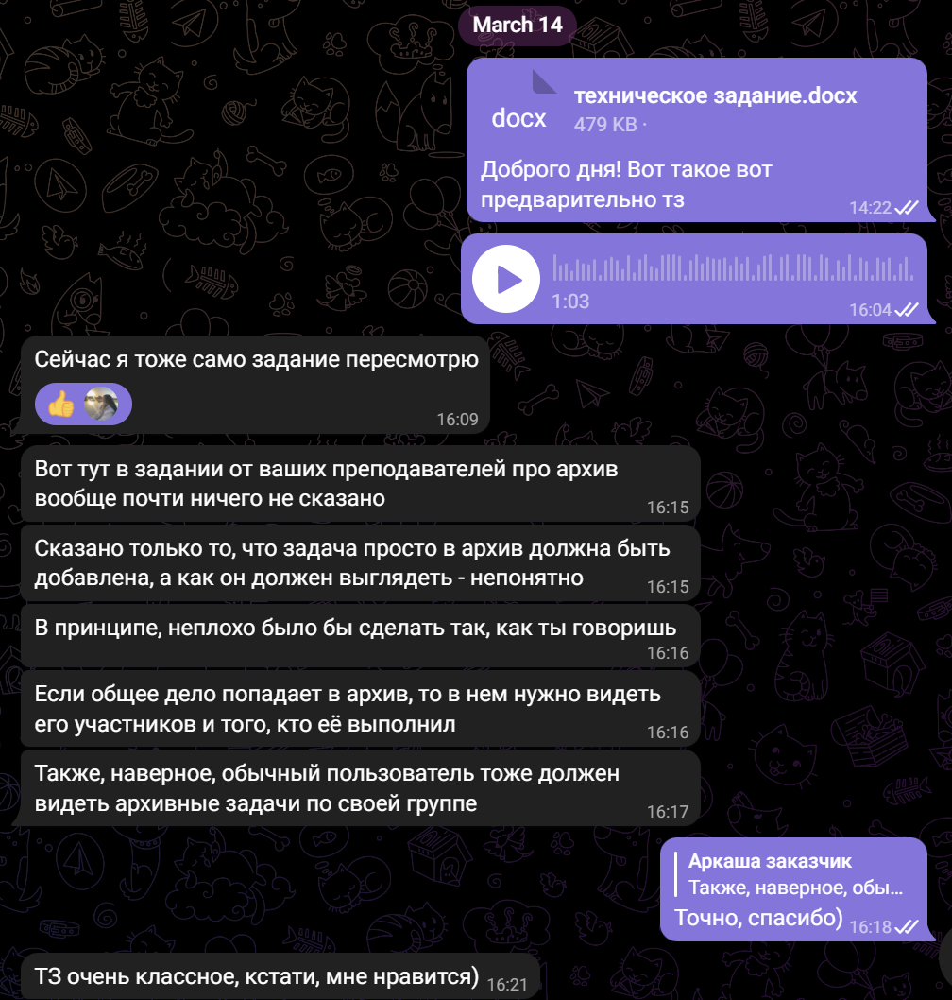 March 14
docx
техническое задание.docx
479 KB ·
Доброго дня! Вот такое вот
предварительно тз
14:22
1:03
16:04
Сейчас я тоже само задание пересмотрю
16:09
Вот тут в задании от ваших преподавателей про архив
вообще почти ничего не сказано
16:15
Сказано только то, что задача просто в архив должна быть
добавлена, а как он должен выглядеть - непонятно
16:15
В принципе, неплохо было бы сделать так, как ты говоришь
16:16
Если общее дело попадает в архив, то в нем нужно видеть
его участников и того, кто её выполнил
16:16
Также, наверное, обычный пользователь тоже должен
видеть архивные задачи по своей группе
16:17
Аркаша заказчик
Также, наверное, обы...
Точно, спасибо)
16:18
ТЗ очень классное, кстати, мне нравится)
16:21